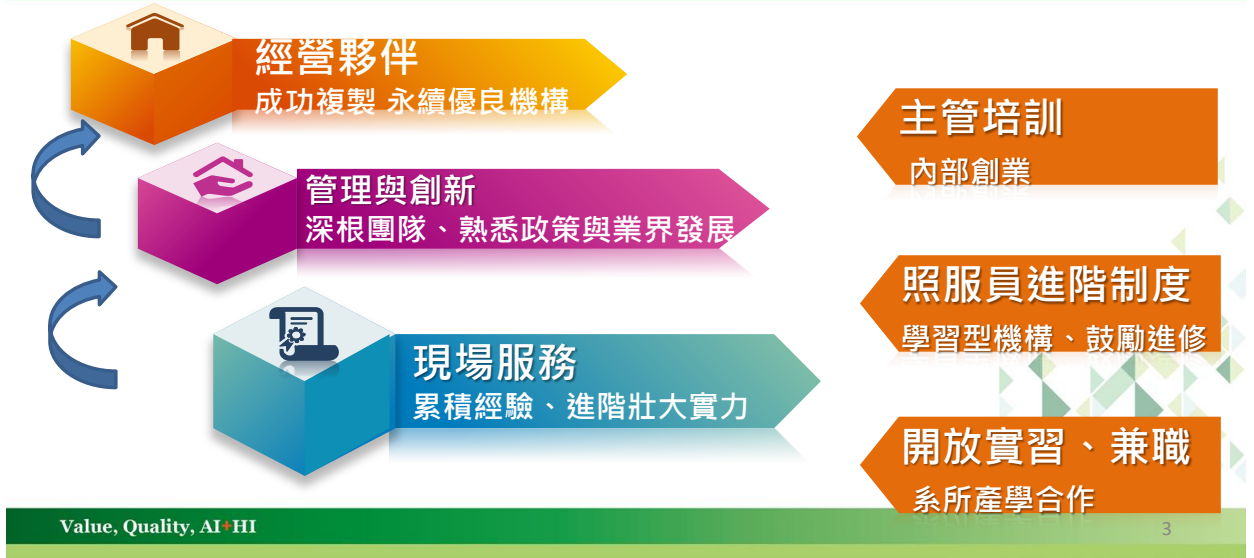 經營夥伴
成功複製 永續優良機構
主管培訓
內部創業
管理與創新
深根團隊、熟悉政策與業界發展
照服員進階制度
學習型機構、鼓勵進修
現場服務
累積經驗、進階壯大實力
開放實習、兼職
系所產學合作
Value, Quality, AI+HI
3